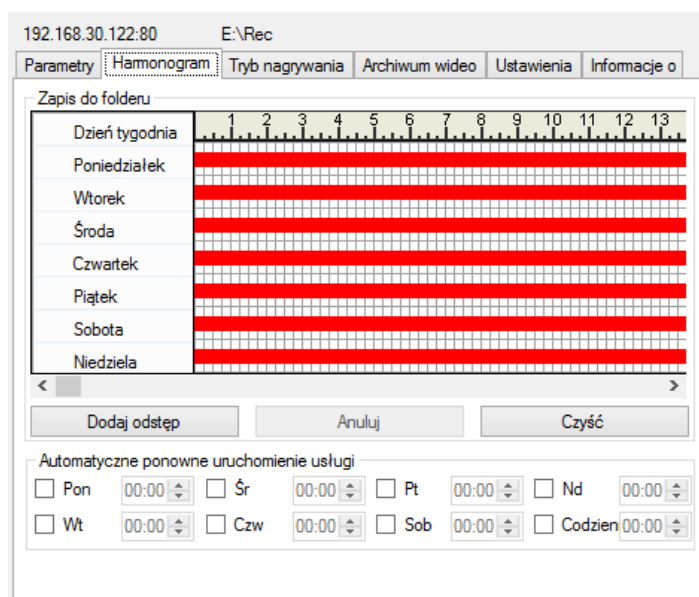 192.168.30.122:80 E:\Rec
Parametry Harmonogram Tryb nagrywania Archiwum wideo Ustawienia Informacje o
Zapis do folderu
Dzień tygodnia 1 2 3 4 5 6 7 8 9 10 11 12 13
Poniedziałek
Wtorek
Środa
Czwartek
Piątek
Sobota
Niedziela
Dodaj odstęp Anuluj Czyść
Automatyczne ponowne uruchomienie usługi
Pon 00:00 Śr 00:00 Pt 00:00 Nd 00:00
Wt 00:00 Czw 00:00 Sob 00:00 Codzien 00:00